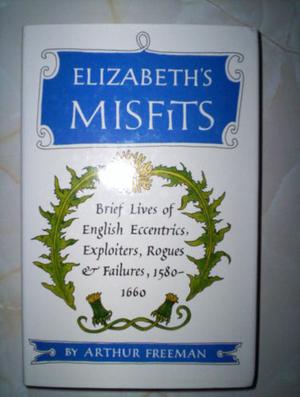 ELIZABETH'S
MISFITS
Brief Lives of
English Eccentrics,
Exploiters, Rogues
& Failures, 1580-
1660
BY ARTHUR FREEMAN